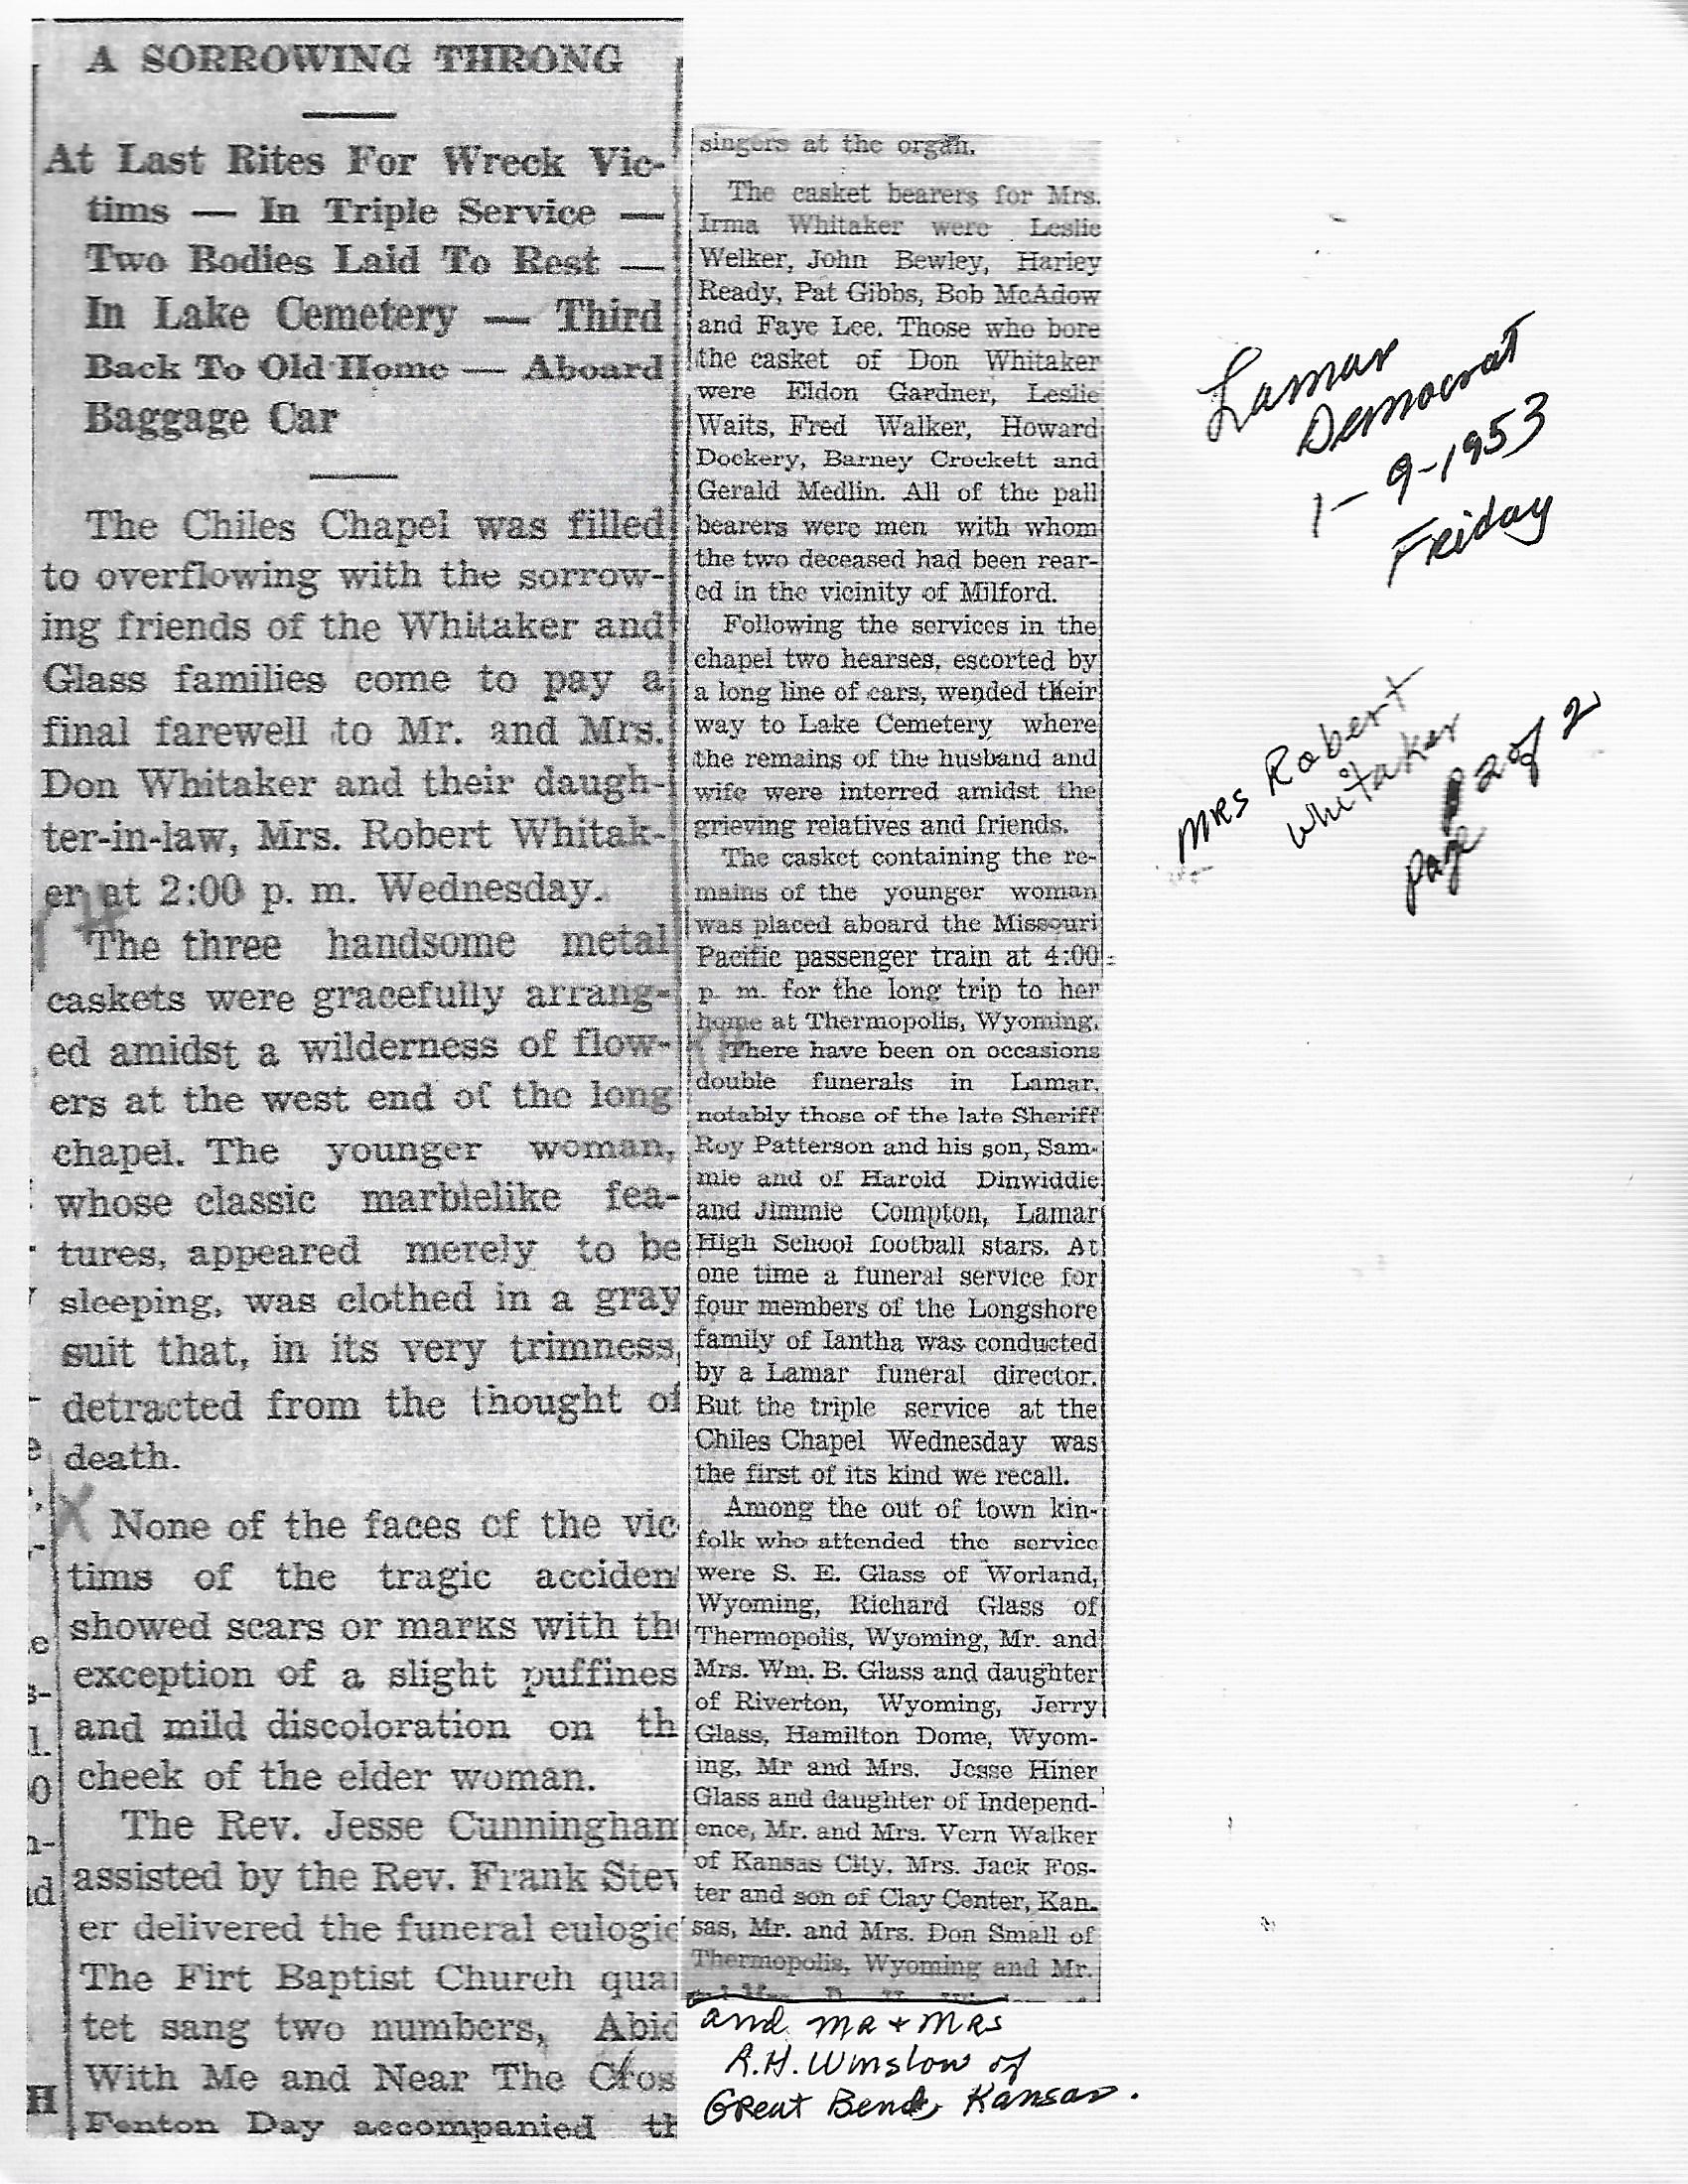 A SORROWING THRONG
At Last Rites For Wreck Vic-
tims — In Triple Service —
Two Bodies Laid To Rest —
In Lake Cemetery — Third
Back To Old Home — Aboard
Baggage Car
The Chiles Chapel was filled
to overflowing with the sorrow-
ing friends of the Whitaker and
Glass families come to pay a
final farewell to Mr. and Mrs.
Don Whitaker and their daugh-
ter-in-law, Mrs. Robert Whitak-
er at 2:00 p. m. Wednesday.
The three handsome metal
caskets were gracefully arrang-
ed amidst a wilderness of flow-
ers at the west end of the long
chapel. The younger woman,
whose classic marblelike fea-
tures, appeared merely to be
sleeping, was clothed in a gray
suit that, in its very trimness,
detracted from the thought of
death.
X None of the faces of the vic
tims of the tragic acciden
showed scars or marks with the
exception of a slight puffines
and mild discoloration on th
cheek of the elder woman.
The Rev. Jesse Cunningham
assisted by the Rev. Frank Stev
er delivered the funeral eulogic
The Firt Baptist Church quar
tet sang two numbers, Abid
With Me and Near The Cros
Fenton Day accompanied th
singers at the organ.
The casket bearers for Mrs.
Irma Whitaker were Leslie
Welker, John Bewley, Harley
Ready, Pat Gibbs, Bob McAdow
and Faye Lee. Those who bore
the casket of Don Whitaker
were Eldon Gardner, Leslie
Waits, Fred Walker, Howard
Dockery, Barney Crockett and
Gerald Medlin. All of the pall
bearers were men with whom
the two deceased had been rear-
ed in the vicinity of Milford.
Following the services in the
chapel two hearses, escorted by
a long line of cars, wended their
way to Lake Cemetery where
the remains of the husband and
wife were interred amidst the
grieving relatives and friends.
The casket containing the re-
mains of the younger woman
was placed aboard the Missouri
Pacific passenger train at 4:00
p. m. for the long trip to her
home at Thermopolis, Wyoming.
There have been on occasions
double funerals in Lamar,
notably those of the late Sheriff
Roy Patterson and his son, Sam-
mie and of Harold Dinwiddie
and Jimmie Compton, Lamar
High School football stars. At
one time a funeral service for
four members of the Longshore
family of Iantha was conducted
by a Lamar funeral director.
But the triple service at the
Chiles Chapel Wednesday was
the first of its kind we recall.
Among the out of town kin-
folk who attended the service
were S. E. Glass of Worland,
Wyoming, Richard Glass of
Thermopolis, Wyoming, Mr. and
Mrs. Wm. B. Glass and daughter
of Riverton, Wyoming, Jerry
Glass, Hamilton Dome, Wyom-
ing, Mr and Mrs. Jesse Hiner
Glass and daughter of Independ-
ence, Mr. and Mrs. Vern Walker
of Kansas City, Mrs. Jack Fos-
ter and son of Clay Center, Kan.
sas, Mr. and Mrs. Don Small of
Thermopolis, Wyoming and Mr.
and MR + MRS
R.H. Winslow of
Great Bend, Kansas.
Lamar
Democrat
1-9-1953
Friday
MRS Robert
Whitaker
page 2 of 2